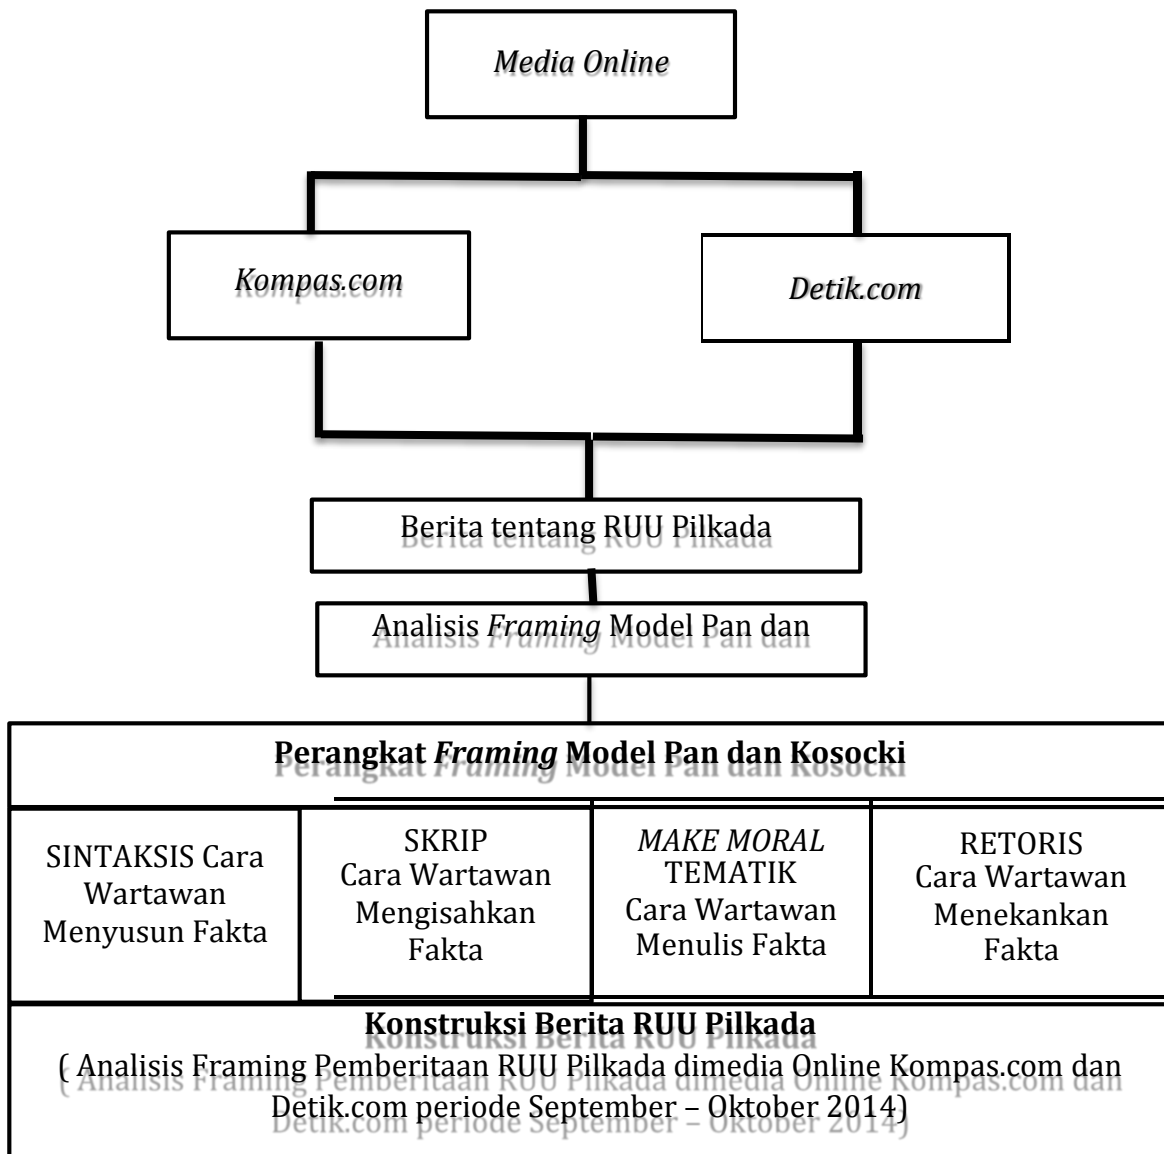 Media Online
Kompas.com
Detik.com
Berita tentang RUU Pilkada
Analisis Framing Model Pan dan
Perangkat Framing Model Pan dan Kosocki
SINTAKSIS Cara
Wartawan
Menyusun Fakta
SKRIP
Cara Wartawan
Mengisahkan
Fakta
MAKE MORAL
TEMATIK
Cara Wartawan
Menulis Fakta
RETORIS
Cara Wartawan
Menekankan
Fakta
Konstruksi Berita RUU Pilkada
( Analisis Framing Pemberitaan RUU Pilkada dimedia Online Kompas.com dan
Detik.com periode September – Oktober 2014)